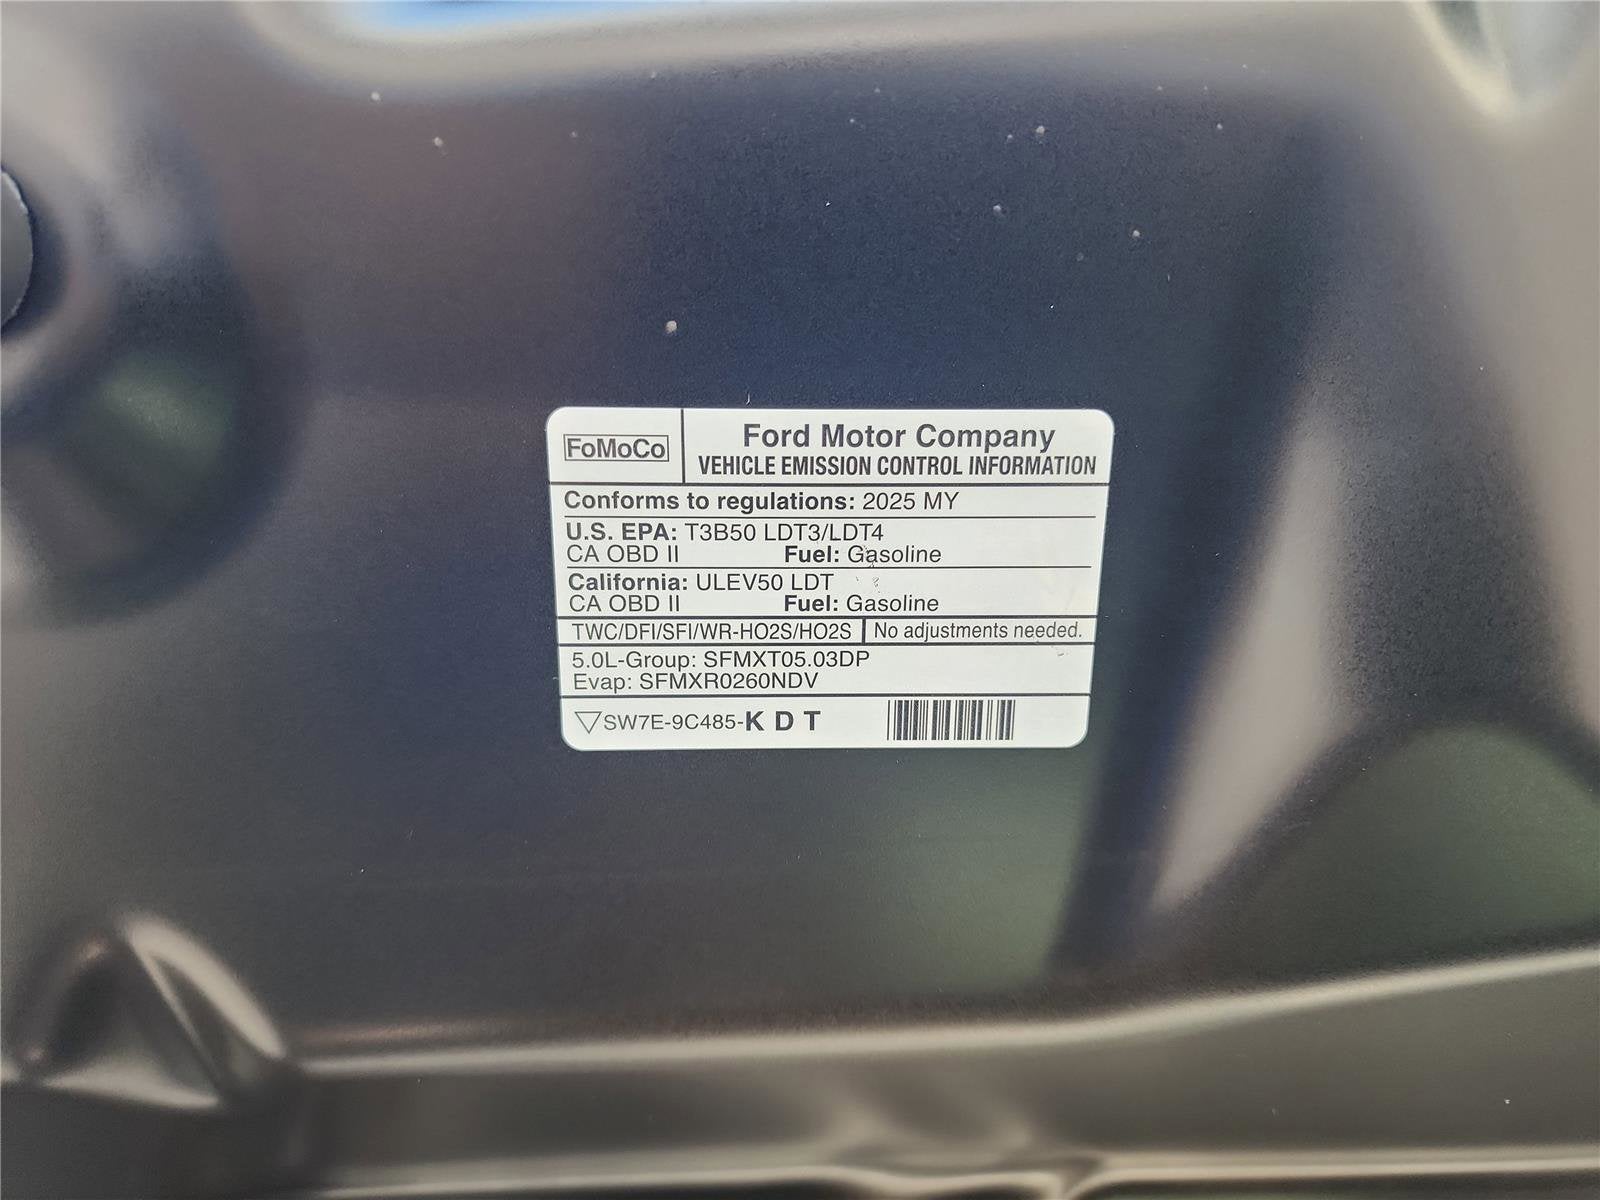 FoMoCo
Ford Motor Company
VEHICLE EMISSION CONTROL INFORMATION
Conforms to regulations: 2025 MY
U.S. EPA: T3B50 LDT3/LDT4
CA OBD II Fuel: Gasoline
California: ULEV50 LDT
CA OBD II Fuel: Gasoline
TWC/DFI/SFI/WR-HO2S/HO2S No adjustments needed.
5.0L-Group: SFMXT05.03DP
Evap: SFMXR0260NDV
SW7E-9C485-K D T